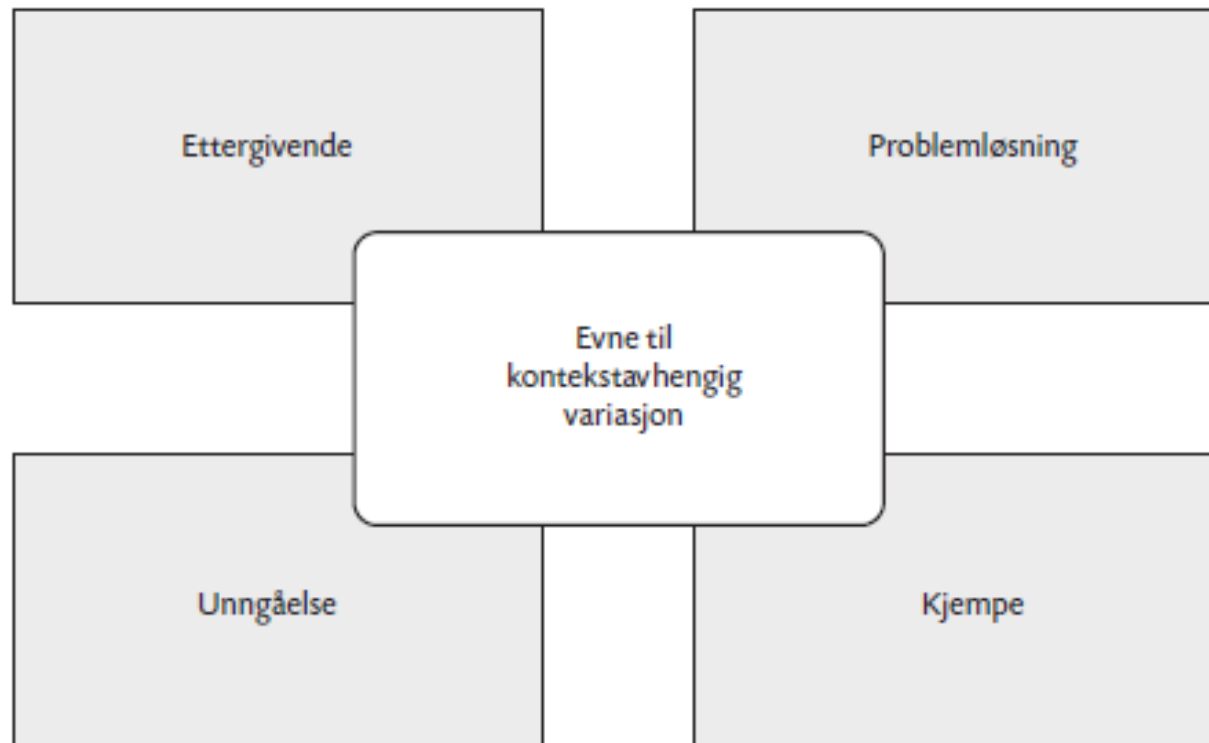 Ettergivende
Problemløsning
Evne til
kontekstavhengig
variasjon
Unngåelse
Kjempe